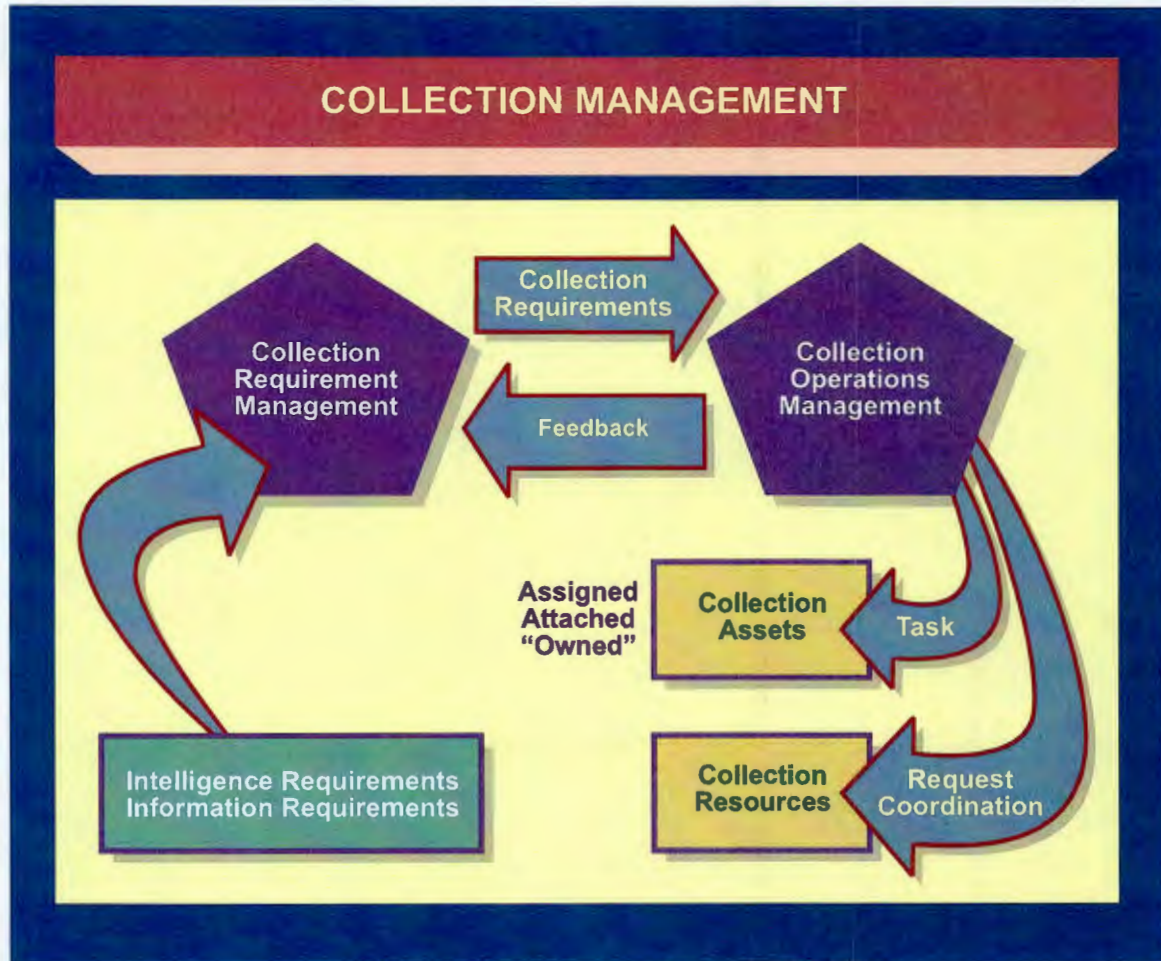 COLLECTION MANAGEMENT
Collection
Requirement
Management
Collection
Requirements
Feedback
Collection
Operations
Management
Assigned
Attached
“Owned”
Collection
Assets
Task
Intelligence Requirements
Information Requirements
Collection
Resources
Request
Coordination